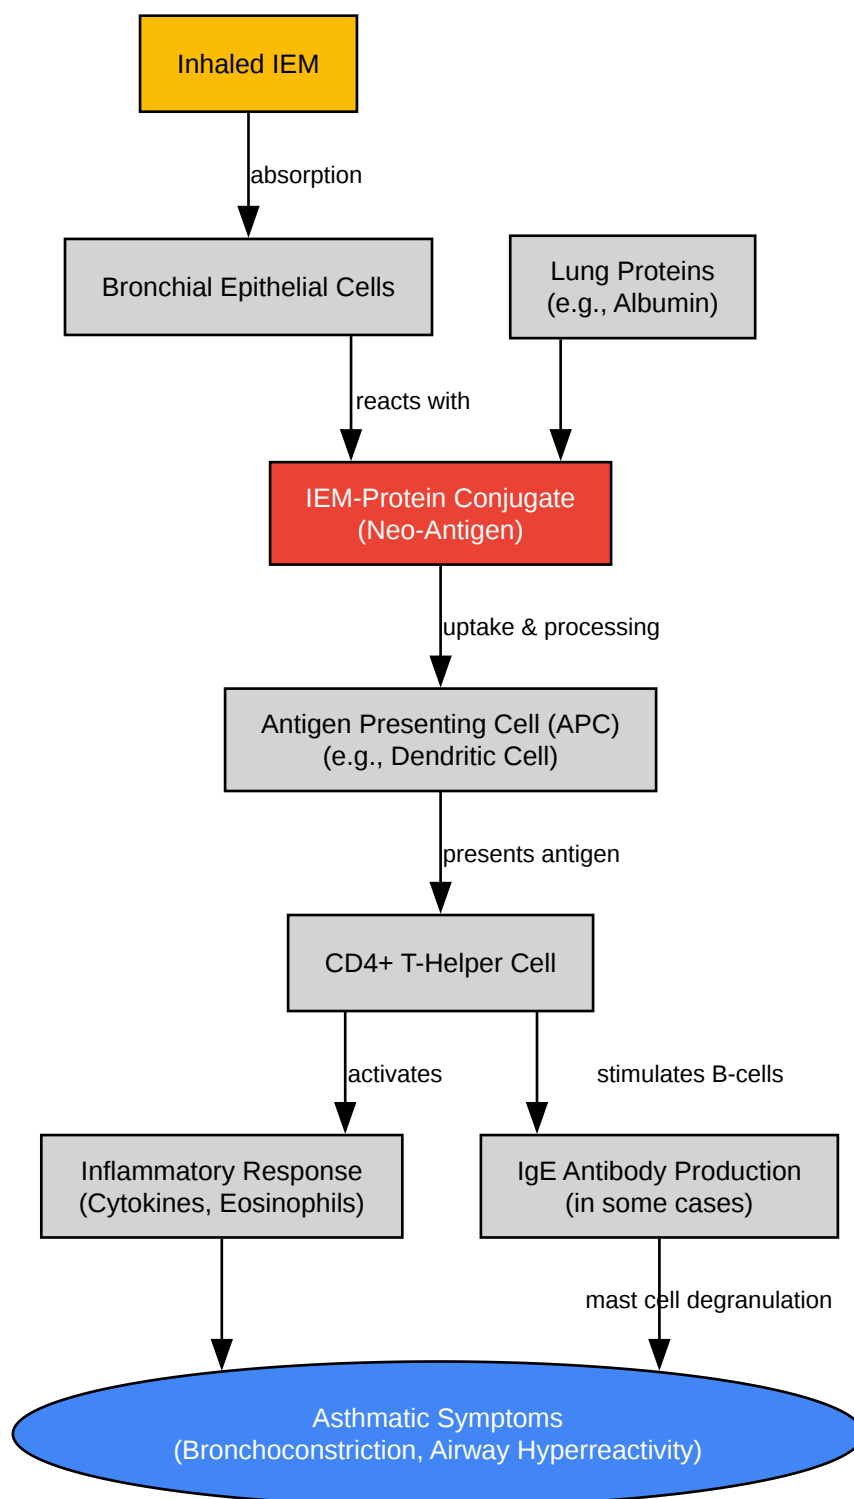 Inhaled IEM
absorption
Bronchial Epithelial Cells
Lung Proteins
(e.g., Albumin)
reacts with
IEM-Protein Conjugate
(Neo-Antigen)
uptake & processing
Antigen Presenting Cell (APC)
(e.g., Dendritic Cell)
presents antigen
CD4+ T-Helper Cell
activates
stimulates B-cells
Inflammatory Response
(Cytokines, Eosinophils)
IgE Antibody Production
(in some cases)
mast cell degranulation
Asthmatic Symptoms
(Bronchoconstriction, Airway Hyperreactivity)